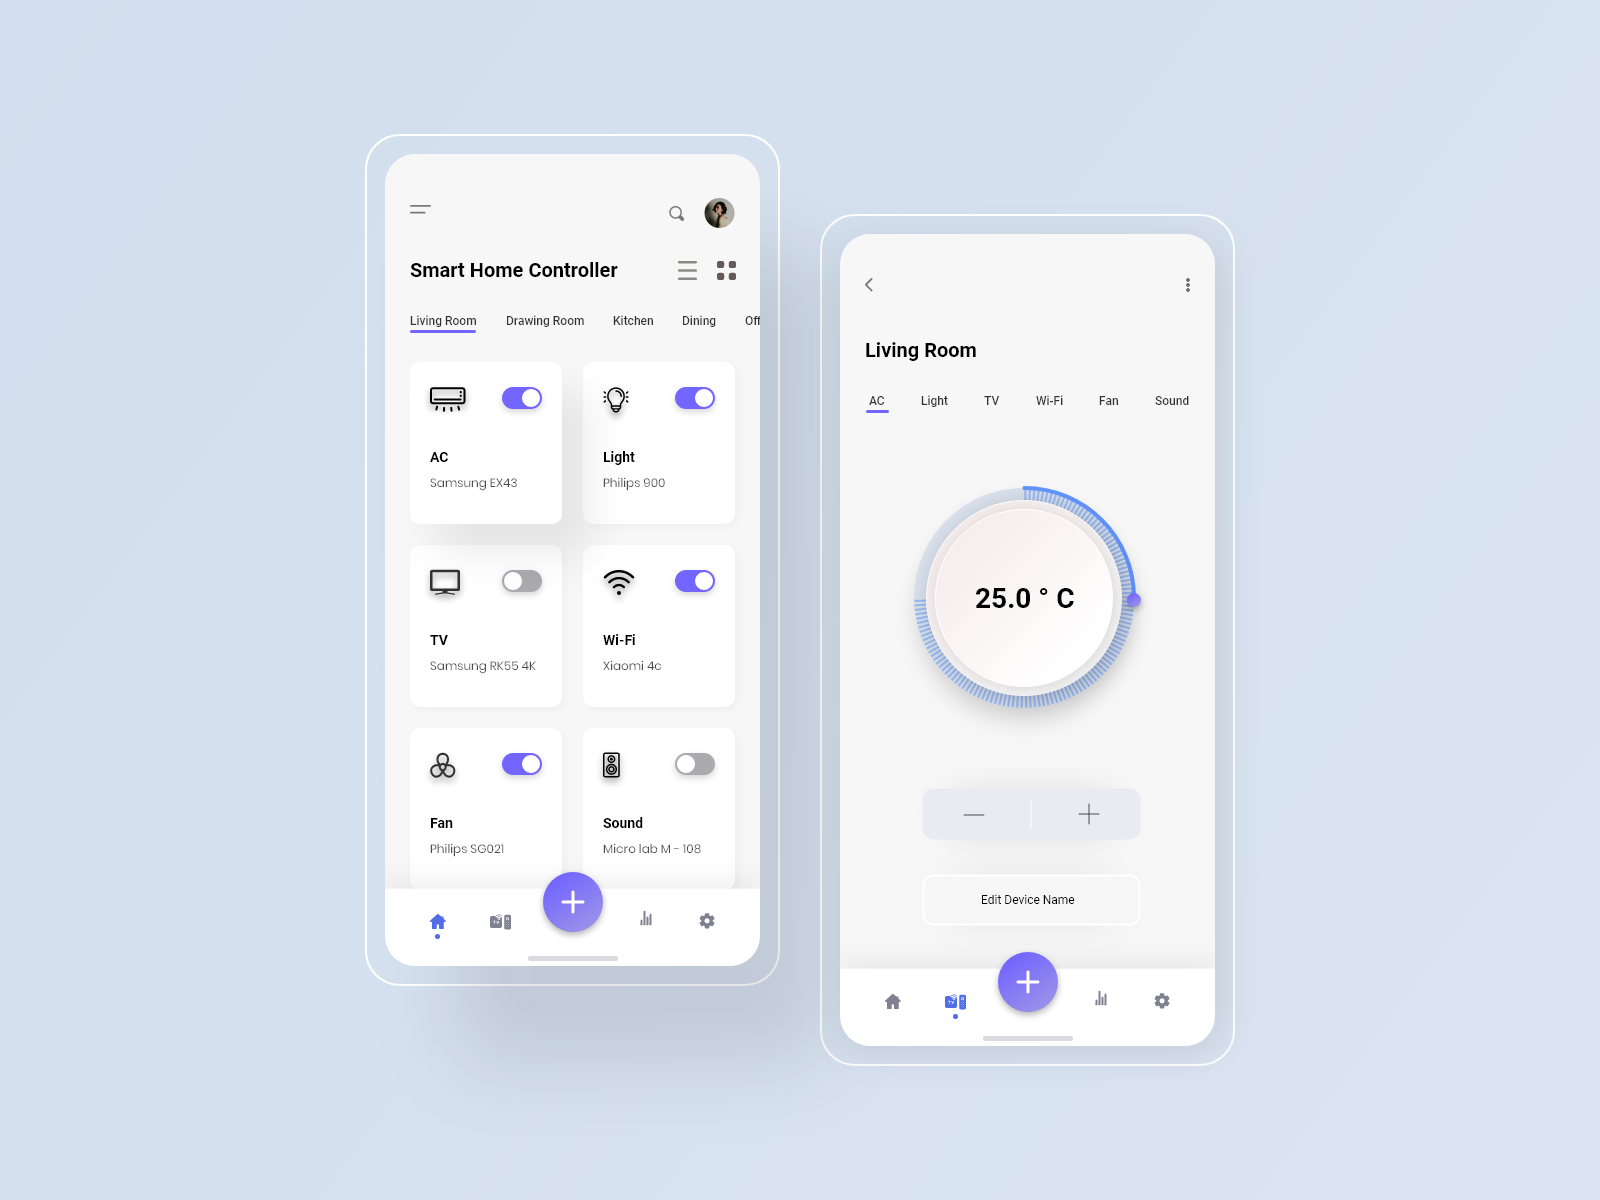 Smart Home Controller
Living Room Drawing Room Kitchen Dining Off
AC
Samsung EX43
Light
Philips 900
TV
Samsung RK55 4K
Wi-Fi
Xiaomi 4c
Fan
Philips SG021
Sound
Micro lab M - 108
TV
Living Room
AC Light TV Wi-Fi Fan Sound
25.0 ° C
Edit Device Name
TV